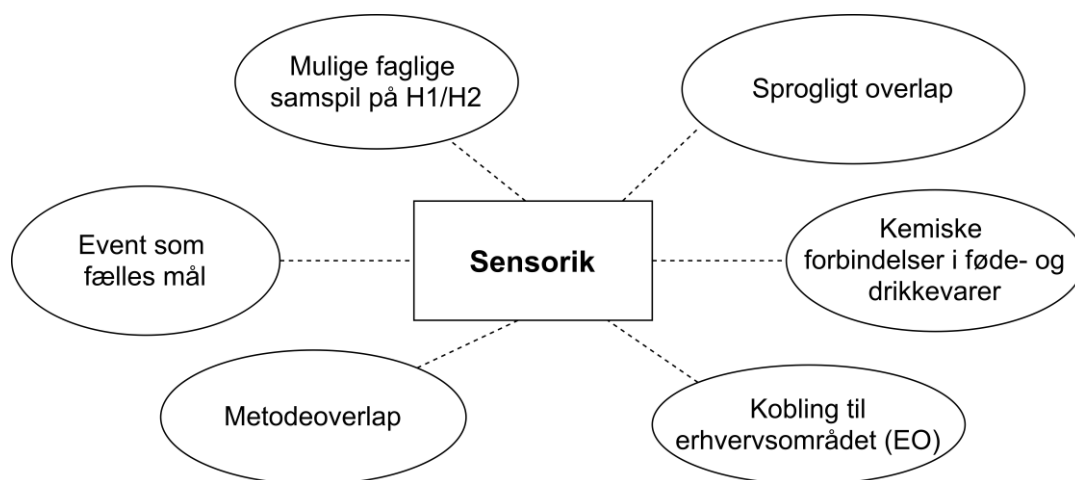 Mulige faglige
samspil på H1/H2
Sprogligt overlap
Event som
fælles mål
Sensorik
Kemiske
forbindelser i føde- og
drikkevarer
Metodeoverlap
Kobling til
erhvervsområdet (EO)